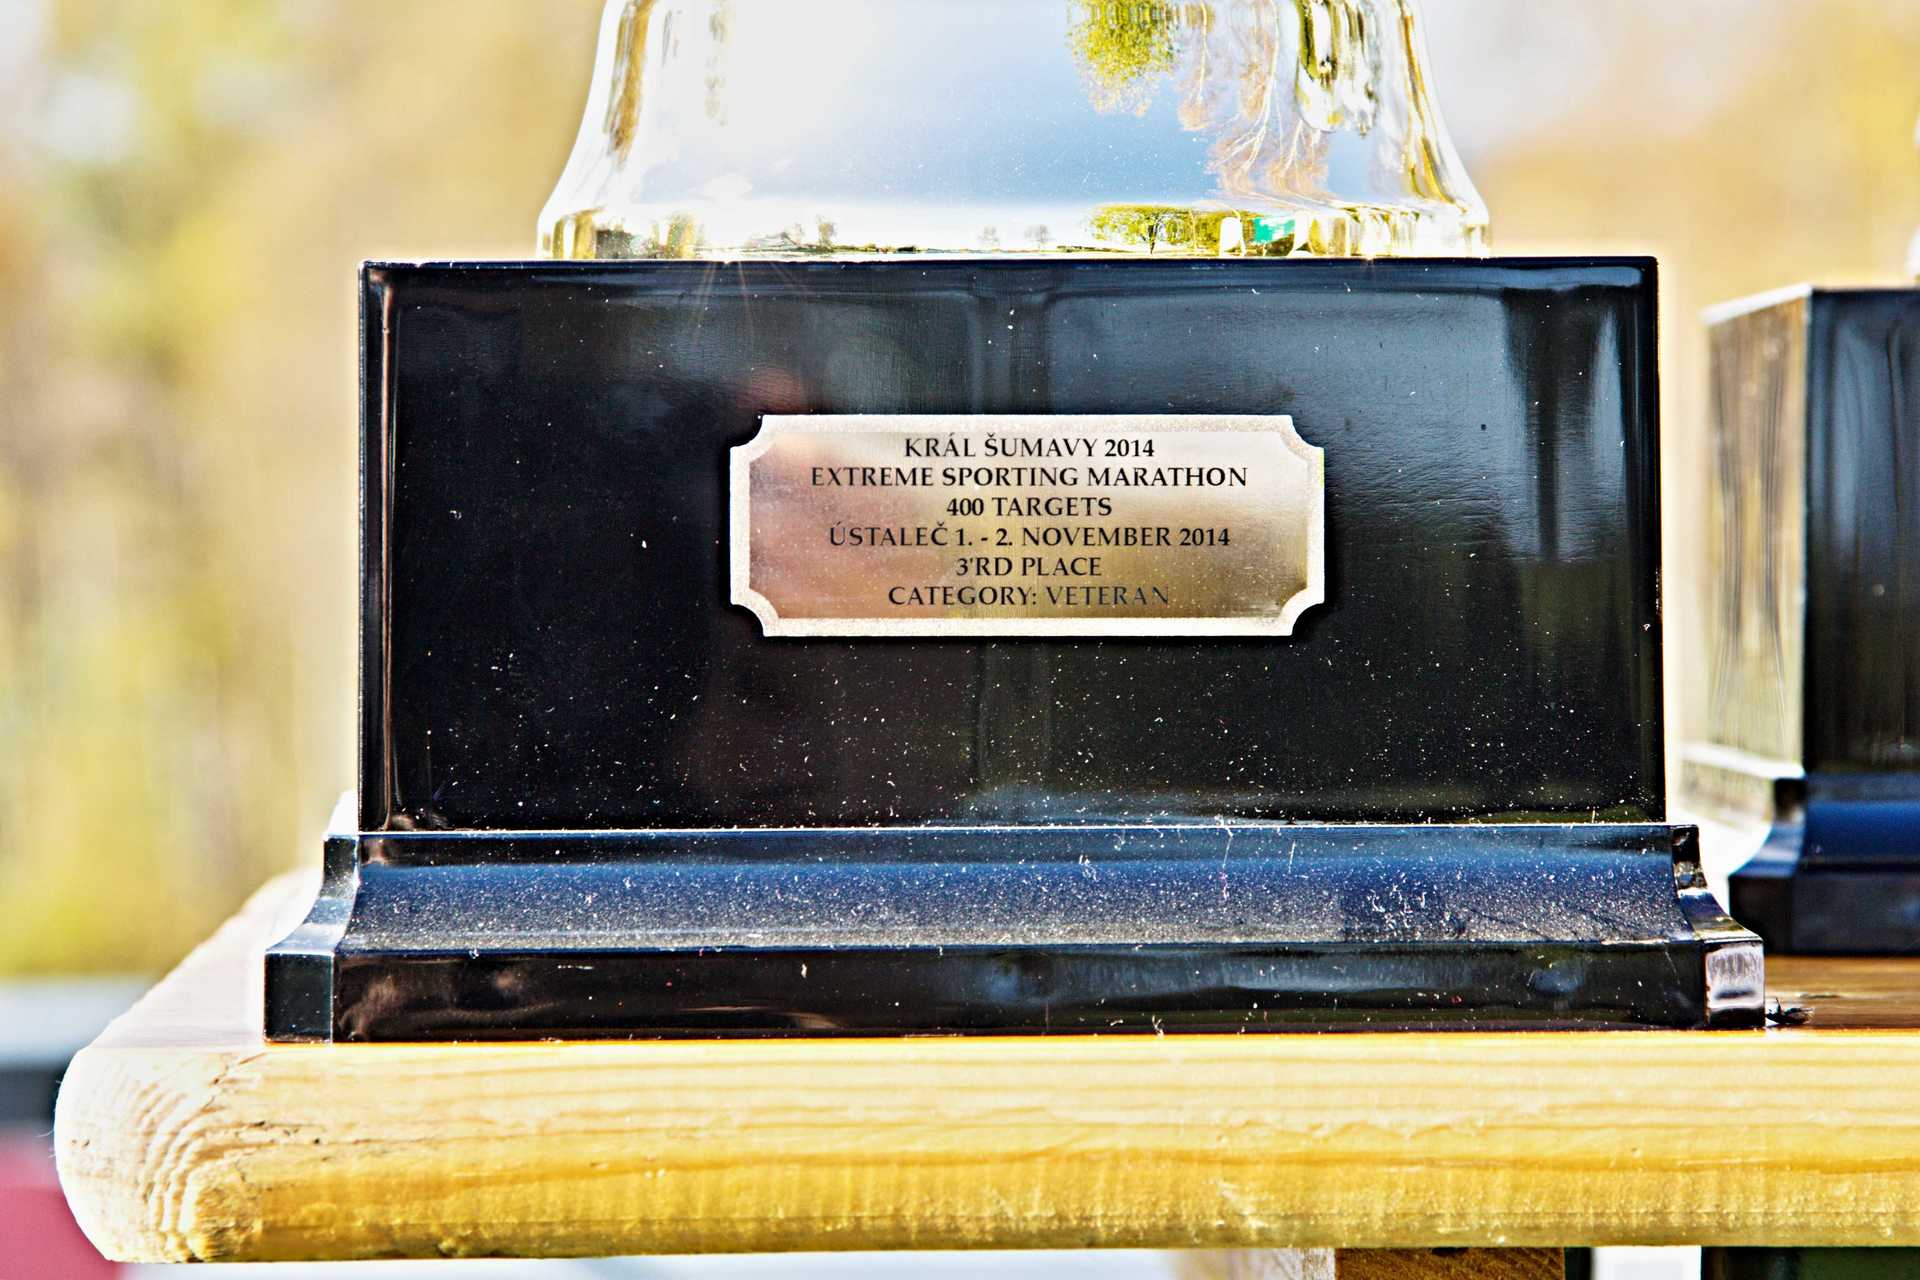 KRÁL ŠUMAVY 2014
EXTREME SPORTING MARATHON
400 TARGETS
ÚSTALEČ 1. - 2. NOVEMBER 2014
3'RD PLACE
CATEGORY: VETERAN